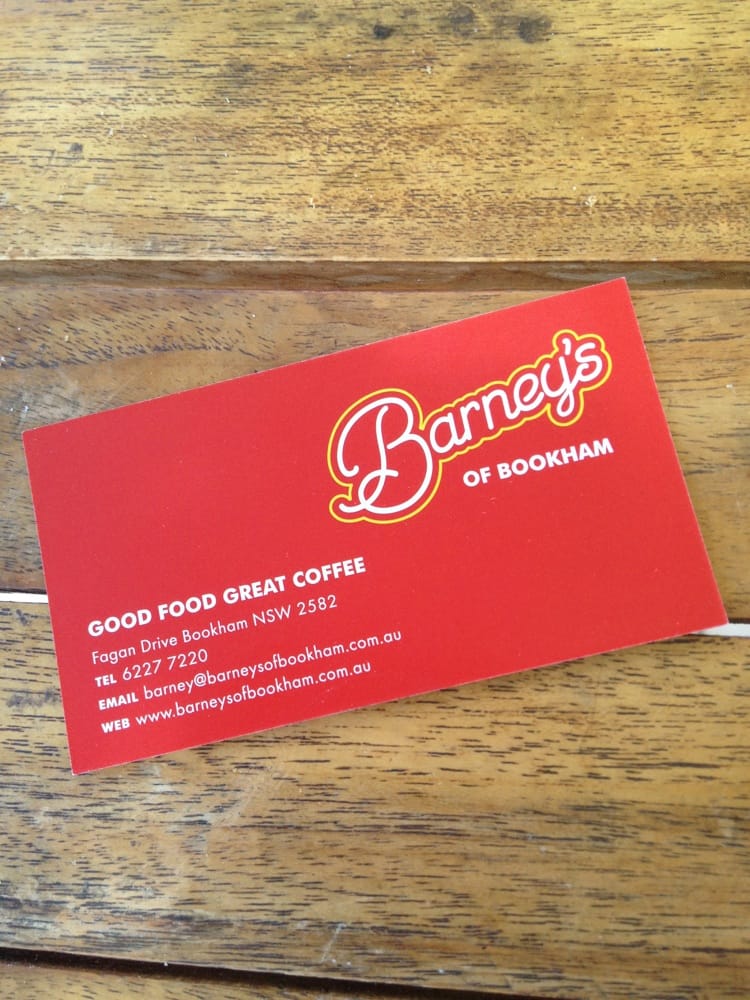 Barney's
OF BOOKHAM
GOOD FOOD GREAT COFFEE
Fagan Drive Bookham NSW 2582
TEL 6227 7220
EMAIL barney@barneysofbookham.com.au
WEB www.barneysofbookham.com.au